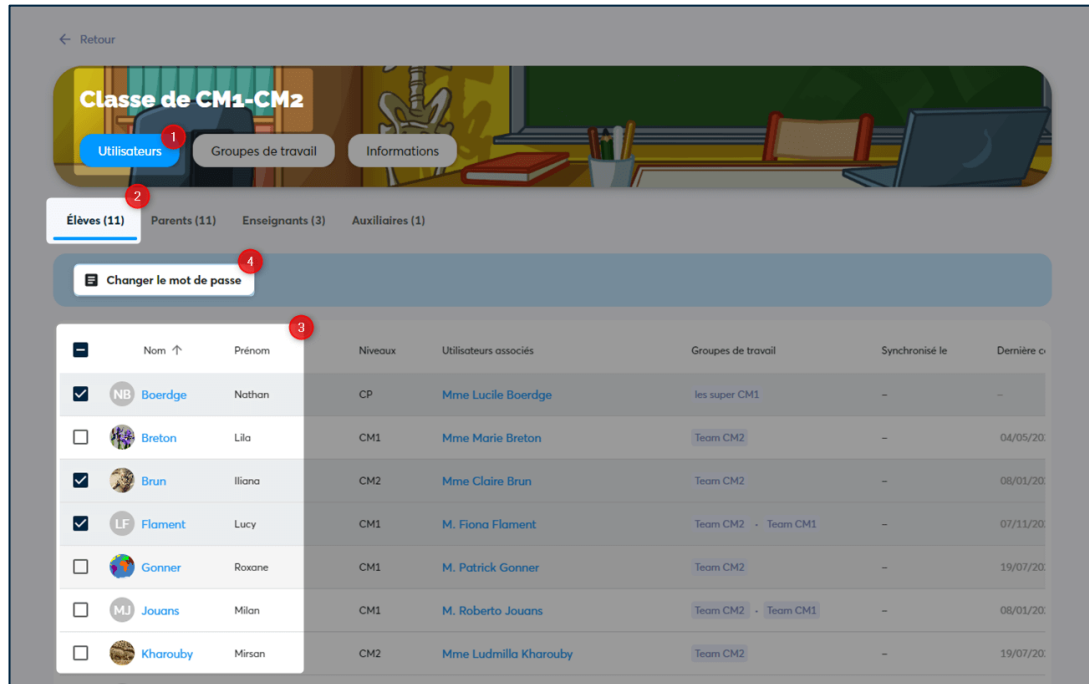 ← Retour
Classe de CM1-CM2
1
Utilisateurs Groupes de travail Informations
2
Élèves (11) Parents (11) Enseignants (3) Auxiliaires (1)
4
Changer le mot de passe
3
Nom ↑ Prénom Niveaux Utilisateurs associés Groupes de travail Synchronisé le Dernière c
NB Boerdge Nathan CP Mme Lucile Boerdge les super CM1 – –
Breton Lila CM1 Mme Marie Breton Team CM2 – 04/05/20
Brun Iliana CM2 Mme Claire Brun Team CM2 – 08/01/20
LF Flament Lucy CM1 M. Fiona Flament Team CM2 - Team CM1 – 07/11/20
Gonner Roxane CM1 M. Patrick Gonner Team CM2 – 19/07/20
MJ Jouans Milan CM1 M. Roberto Jouans Team CM2 - Team CM1 – 08/01/20
Kharouby Mirsan CM2 Mme Ludmilla Kharouby Team CM2 – 19/07/20